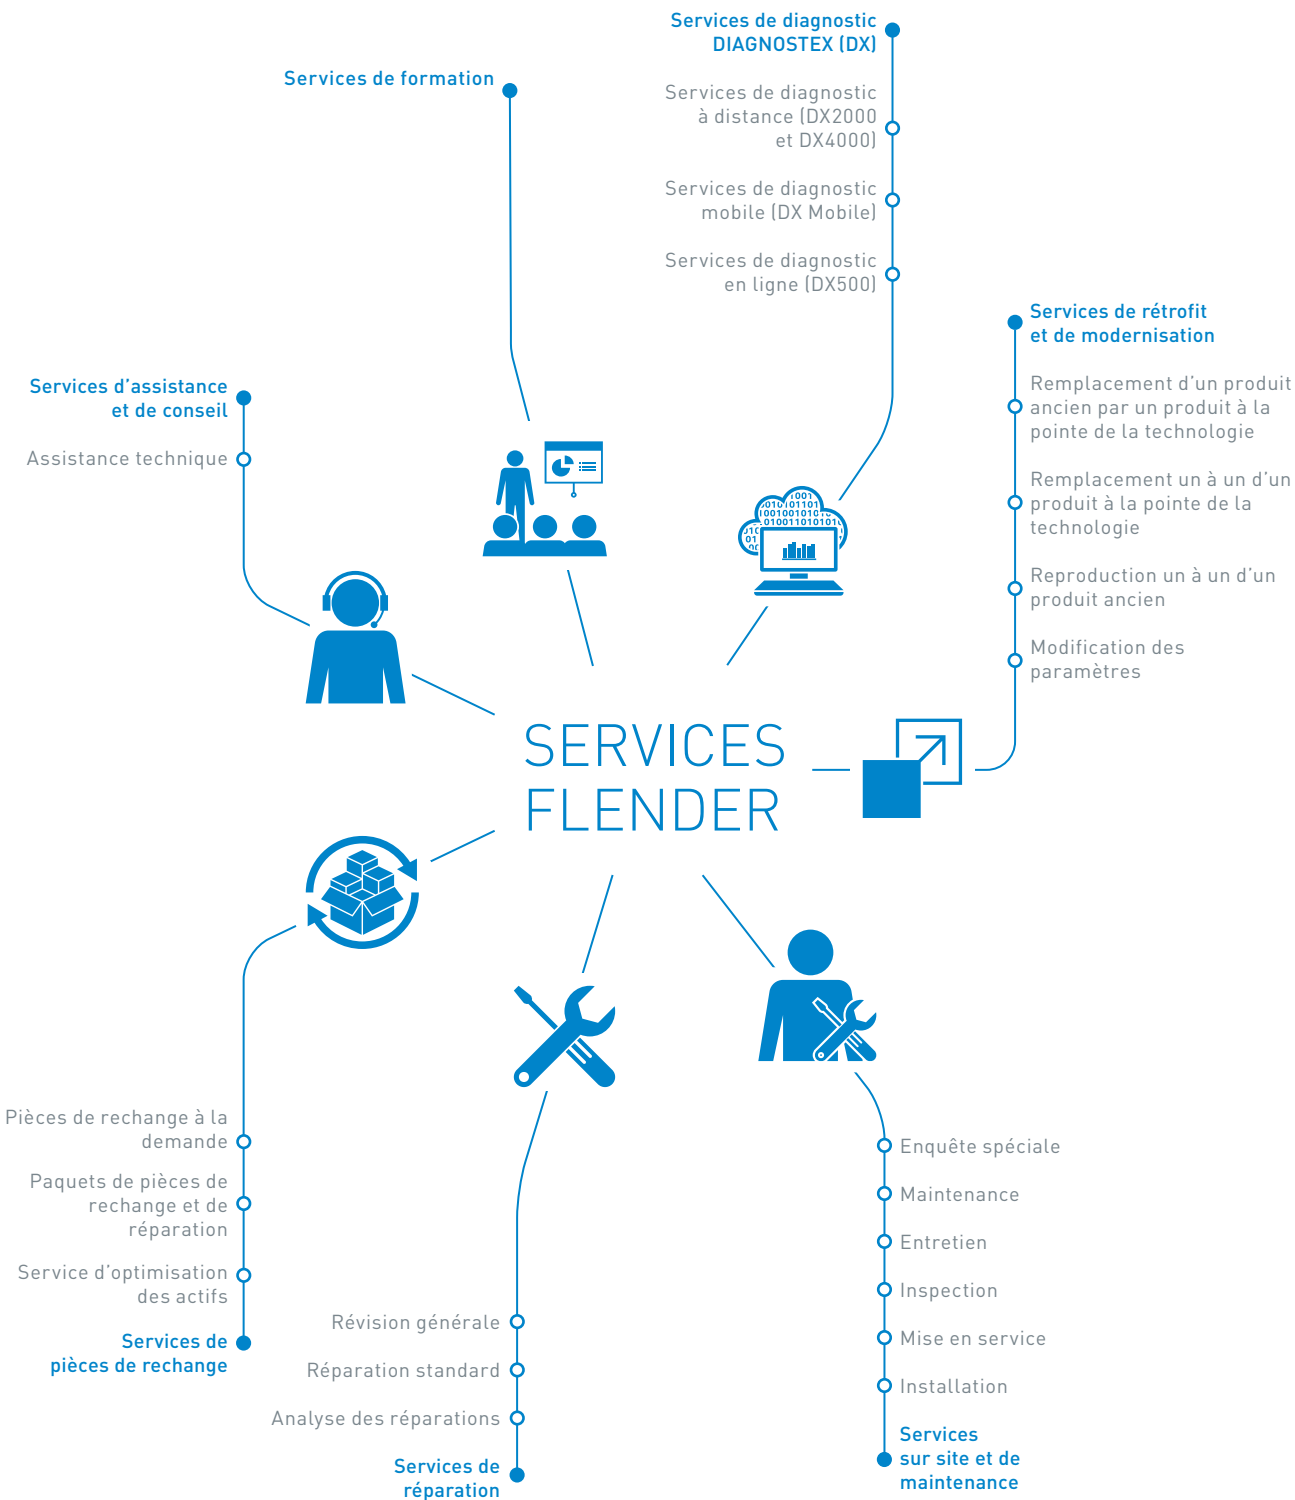 Services de diagnostic
DIAGNOSTEX (DX)
Services de diagnostic
à distance (DX2000
et DX4000)
Services de diagnostic
mobile (DX Mobile)
Services de diagnostic
en ligne (DX500)
Services de formation
Services de rétrofit
et de modernisation
Remplacement d’un produit
ancien par un produit à la
pointe de la technologie
Remplacement un à un d’un
produit à la pointe de la
technologie
Reproduction un à un d’un
produit ancien
Modification des
paramètres
Services d’assistance
et de conseil
Assistance technique
SERVICES
FLENDER
Pièces de rechange à la
demande
Paquets de pièces de
rechange et de
réparation
Service d’optimisation
des actifs
Services de
pièces de rechange
Révision générale
Réparation standard
Analyse des réparations
Services de
réparation
Enquête spéciale
Maintenance
Entretien
Inspection
Mise en service
Installation
Services
sur site et de
maintenance